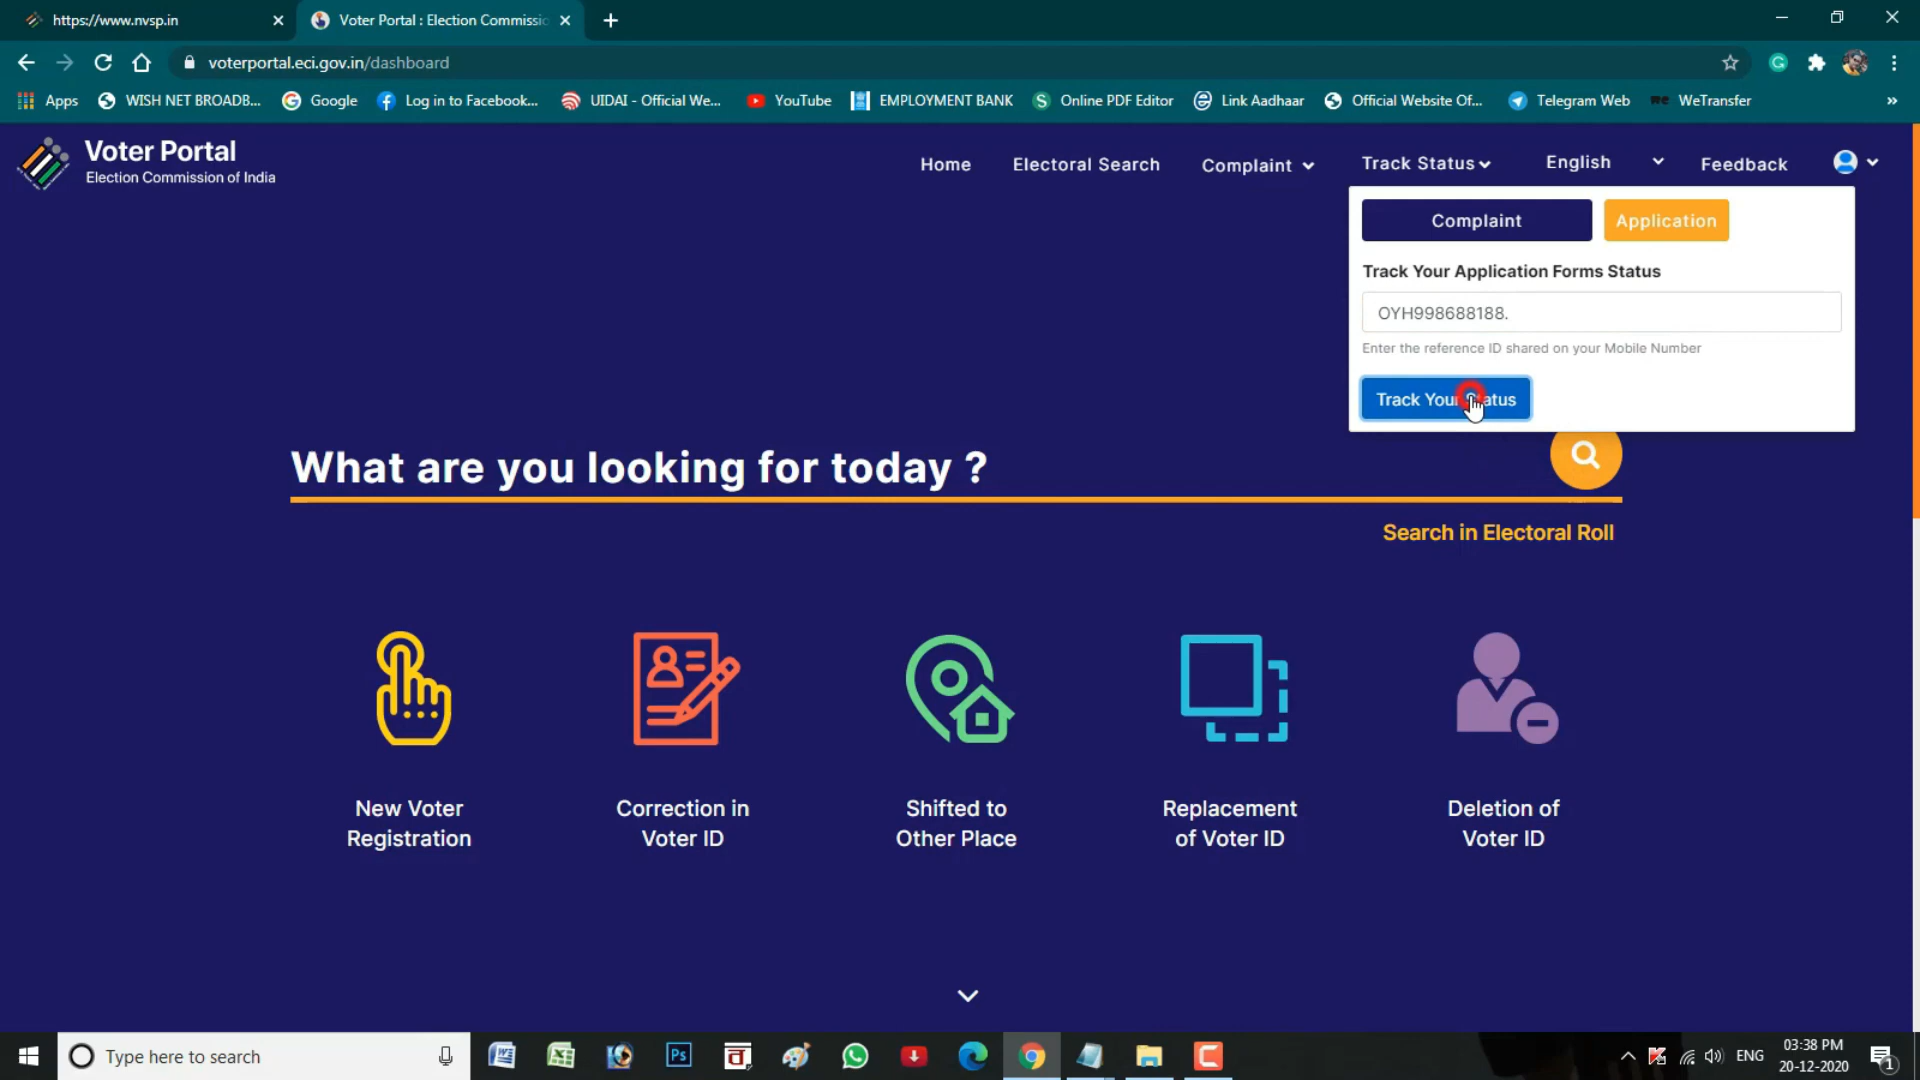 https://www.nvsp.in
Voter Portal : Election Commissio
voterportal.eci.gov.in/dashboard
Apps
WISH NET BROADB...
Google
Log in to Facebook...
UIDAI - Official We...
YouTube
EMPLOYMENT BANK
Online PDF Editor
Link Aadhaar
Official Website Of...
Telegram Web
WeTransfer
Voter Portal
Election Commission of India
Home
Electoral Search
Complaint
Track Status
English
Feedback
Complaint
Application
Track Your Application Forms Status
OYH998688188.
Enter the reference ID shared on your Mobile Number
Track Your Status
What are you looking for today ?
Search in Electoral Roll
New Voter
Registration
Correction in
Voter ID
Shifted to
Other Place
Replacement
of Voter ID
Deletion of
Voter ID
Type here to search
Ps
ENG
03:38 PM
20-12-2020
1